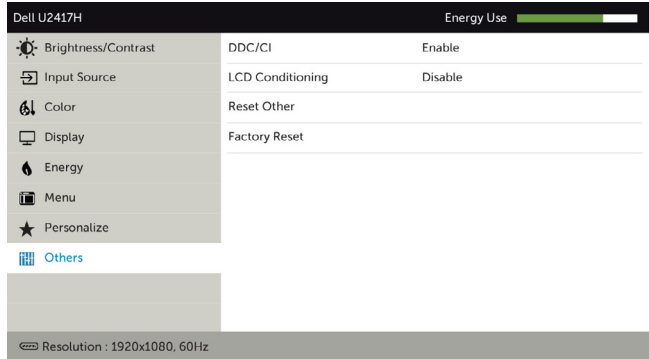 Dell U2417H Energy Use
Brightness/Contrast DDC/CI Enable
Input Source LCD Conditioning Disable
Color Reset Other
Display Factory Reset
Energy
Menu
Personalize
Others
Resolution : 1920x1080, 60Hz